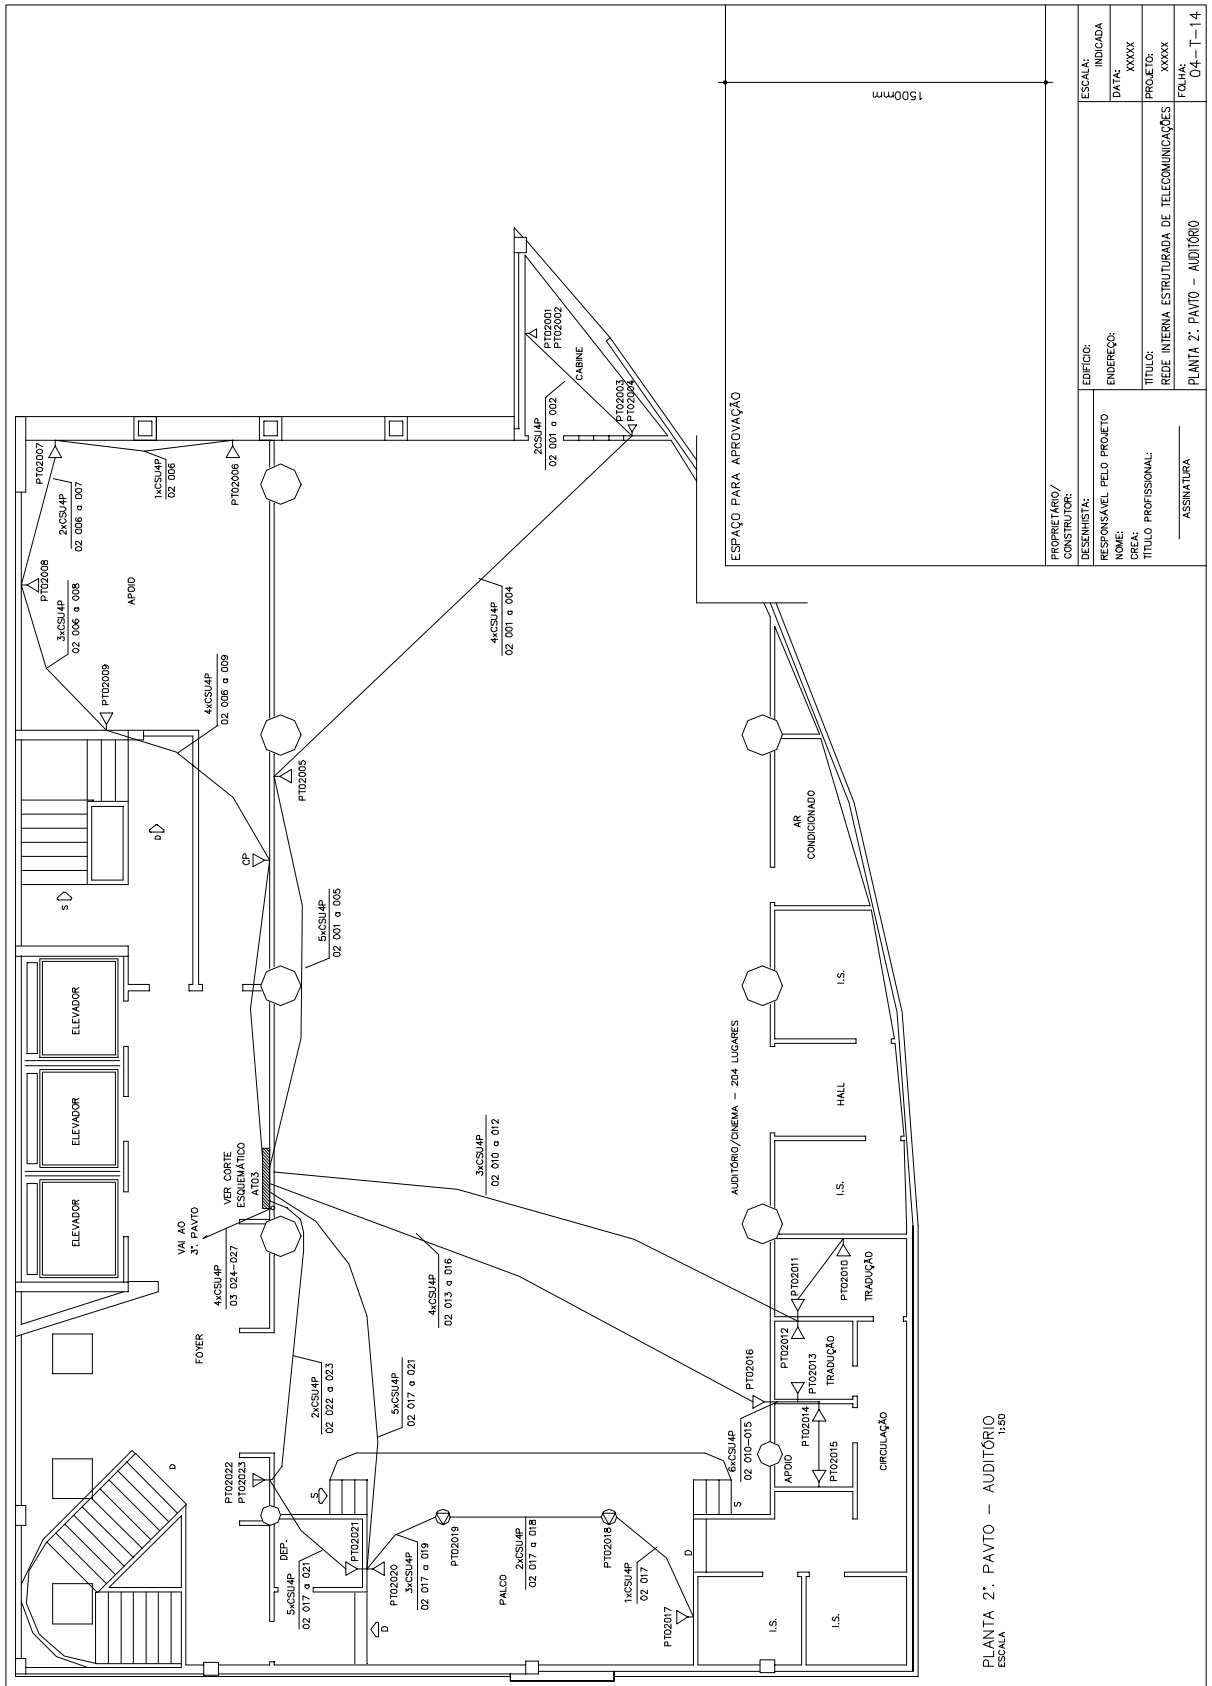 PT02007
2xCSU4P
02 006 a 007
1xCSU4P
02 006
PT02006
PT02008
3xCSU4P
02 006 a 008
APOIO
PT02009
4xCSU4P
02 006 a 009
D
S
CP
PT02005
5xCSU4P
02 001 a 005
4xCSU4P
02 001 a 004
2CSU4P
02 001 a 002
PT02001
PT02002
CABINE
PT02003
PT02004
ELEVADOR
ELEVADOR
ELEVADOR
VER CORTE
ESQUEMÁTICO
AT03
VAI AO
3º. PAVTO
4xCSU4P
03 024-027
FOYER
D
2xCSU4P
02 022 a 023
5xCSU4P
02 017 a 021
4xCSU4P
02 013 a 016
3xCSU4P
02 010 a 012
AUDITÓRIO/CINEMA - 204 LUGARES
AR
CONDICIONADO
I.S.
HALL
I.S.
PT02011
PT02010
TRADUÇÃO
PT02012
PT02013
TRADUÇÃO
PT02016
PT02014
PT02015
6xCSU4P
02 010-015
APOIO
CIRCULAÇÃO
PT02022
PT02023
S
DEP.
PT02021
5xCSU4P
02 017 a 021
PT02020
3xCSU4P
02 017 a 019
PT02019
D
PALCO
2xCSU4P
02 017 a 018
PT02018
1xCSU4P
02 017
PT02017
S
D
I.S.
I.S.
PLANTA 2º. PAVTO - AUDITÓRIO
ESCALA 1:50
ESPAÇO PARA APROVAÇÃO
1500mm
PROPRIETÁRIO/
CONSTRUTOR:
DESENHISTA:
RESPONSÁVEL PELO PROJETO
NOME:
CREA:
TÍTULO PROFISSIONAL:
ASSINATURA
EDIFÍCIO:
ENDEREÇO:
TÍTULO:
REDE INTERNA ESTRUTURADA DE TELECOMUNICAÇÕES
PLANTA 2º. PAVTO - AUDITÓRIO
ESCALA:
INDICADA
DATA:
XXXXX
PROJETO:
XXXXX
FOLHA:
04-T-14